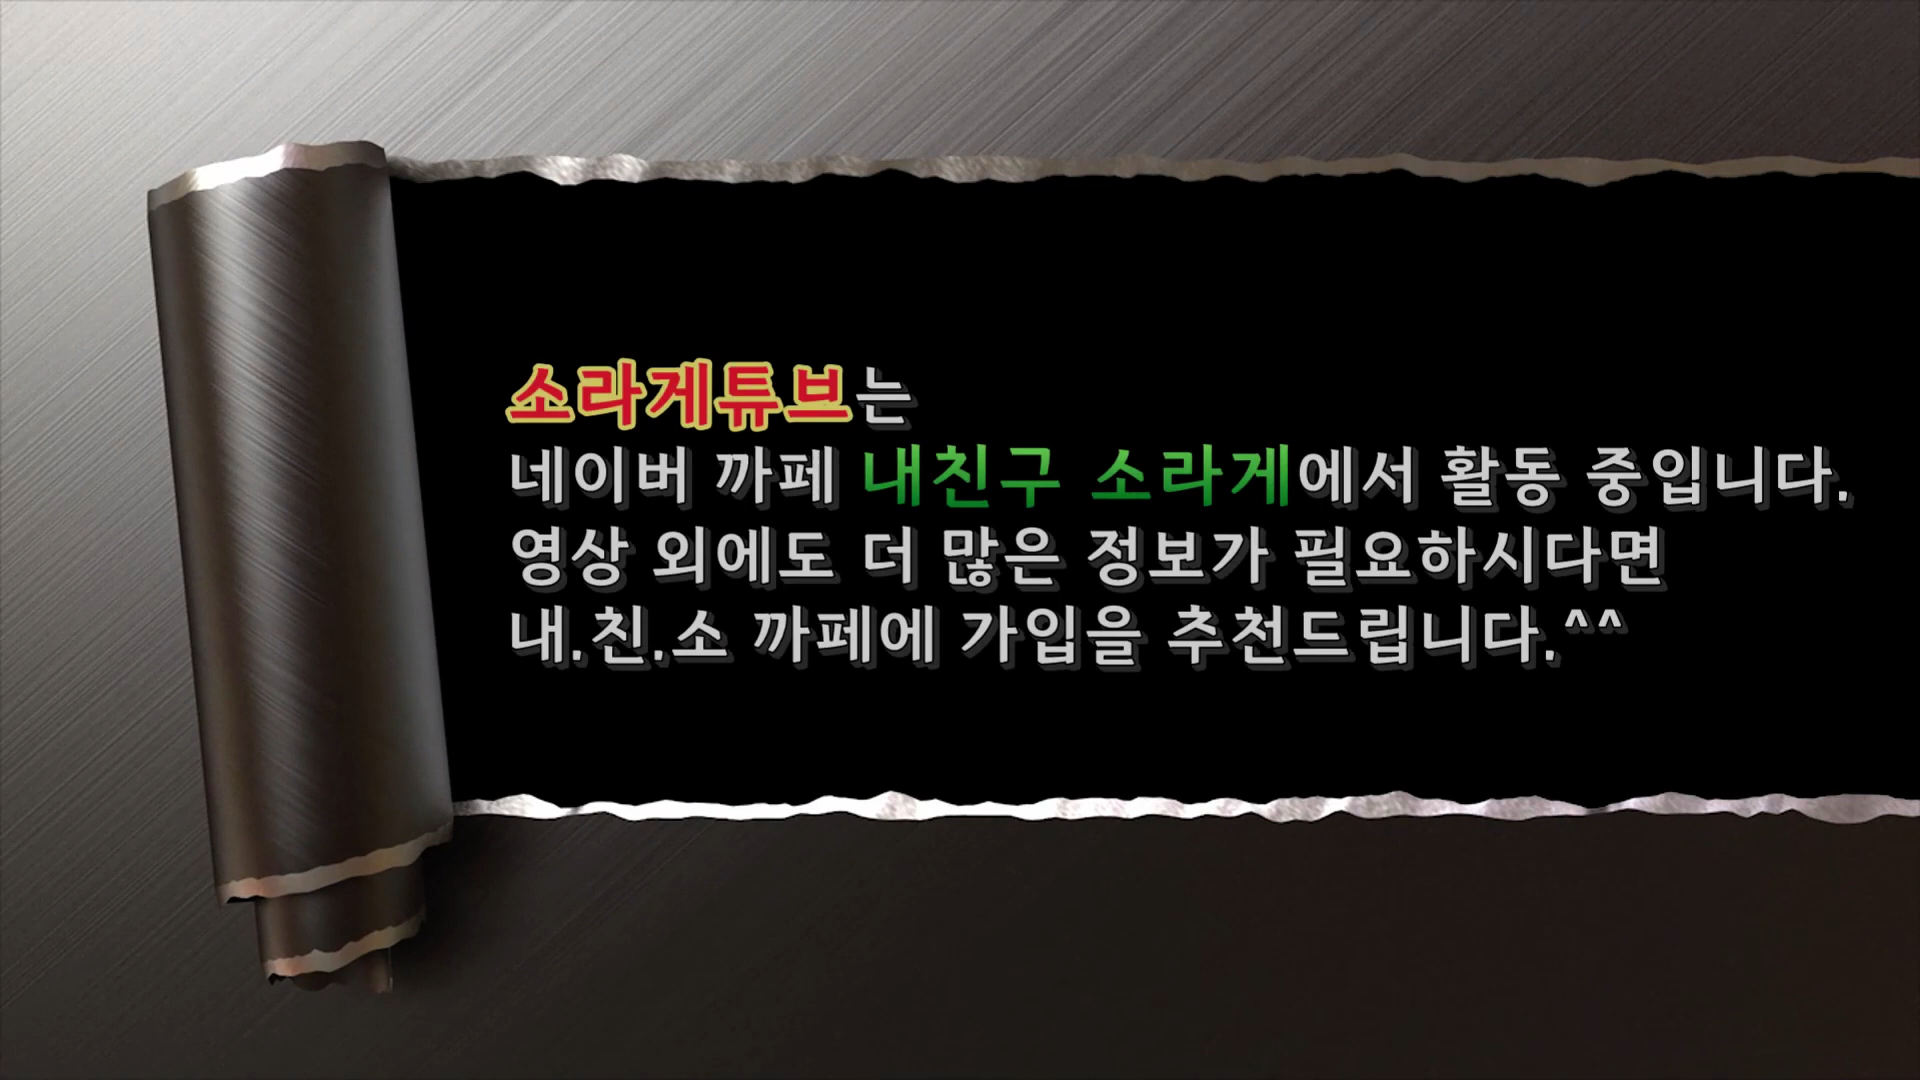 소라게튜브는
네이버 까페 내친구 소라게에서 활동 중입니다.
영상 외에도 더 많은 정보가 필요하시다면
내.친.소 까페에 가입을 추천드립니다.^^